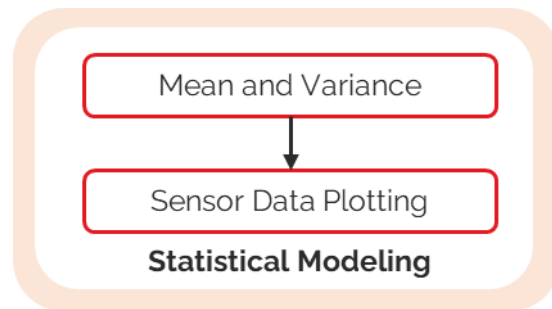 Mean and Variance
Sensor Data Plotting
Statistical Modeling